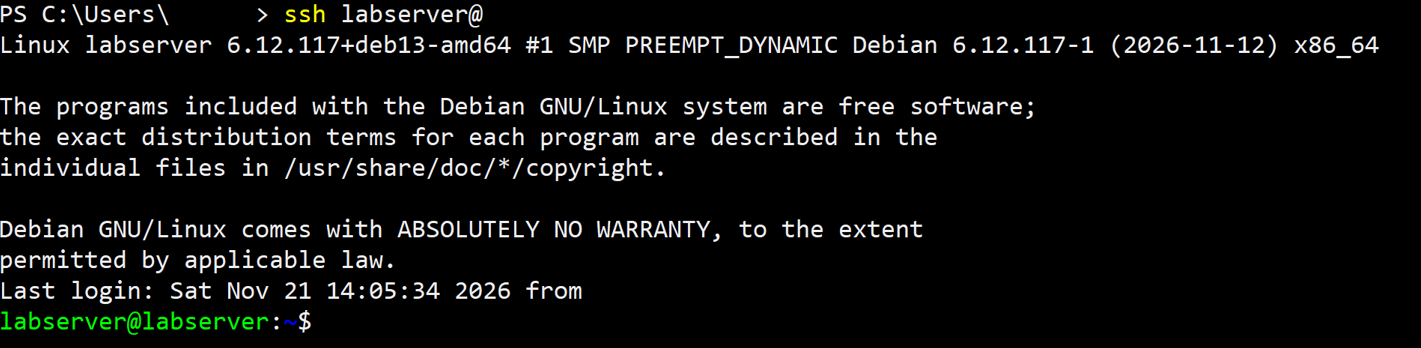 PS C:\Users\ > ssh labserver@
Linux labserver 6.12.117+deb13-amd64 #1 SMP PREEMPT_DYNAMIC Debian 6.12.117-1 (2026-11-12) x86_64
The programs included with the Debian GNU/Linux system are free software;
the exact distribution terms for each program are described in the
individual files in /usr/share/doc/*/copyright.
Debian GNU/Linux comes with ABSOLUTELY NO WARRANTY, to the extent
permitted by applicable law.
Last login: Sat Nov 21 14:05:34 2026 from
labserver@labserver:~$